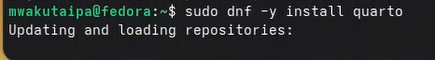 mwakutaipa@fedora:~$ sudo dnf -y install quarto
Updating and loading repositories: